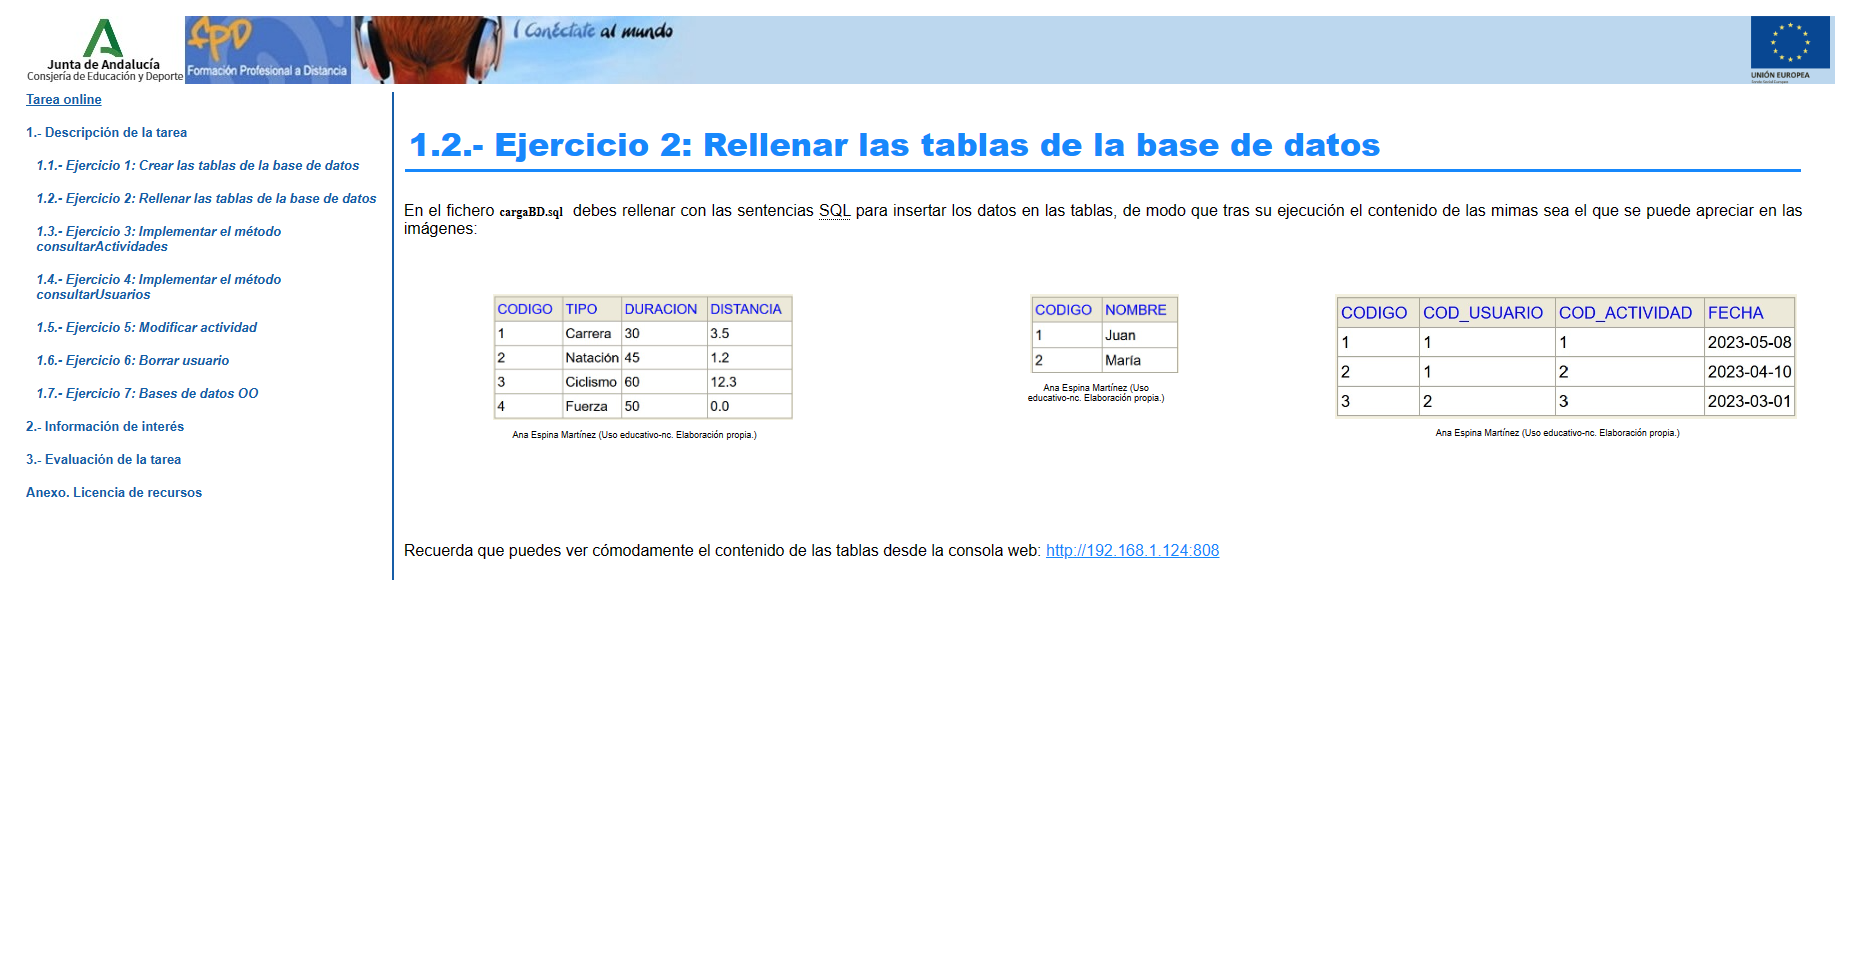 Junta de Andalucía
Consjería de Educación y Deporte
fpD
Formación Profesional a Distancia
Conéctate al mundo
UNIÓN EUROPEA
Fondo Social Europeo
Tarea online
1.- Descripción de la tarea
1.1.- Ejercicio 1: Crear las tablas de la base de datos
1.2.- Ejercicio 2: Rellenar las tablas de la base de datos
1.3.- Ejercicio 3: Implementar el método
consultarActividades
1.4.- Ejercicio 4: Implementar el método
consultarUsuarios
1.5.- Ejercicio 5: Modificar actividad
1.6.- Ejercicio 6: Borrar usuario
1.7.- Ejercicio 7: Bases de datos OO
2.- Información de interés
3.- Evaluación de la tarea
Anexo. Licencia de recursos
1.2.- Ejercicio 2: Rellenar las tablas de la base de datos
En el fichero cargaBD.sql debes rellenar con las sentencias SQL para insertar los datos en las tablas, de modo que tras su ejecución el contenido de las mimas sea el que se puede apreciar en las
imágenes:
CODIGO TIPO DURACION DISTANCIA
1 Carrera 30 3.5
2 Natación 45 1.2
3 Ciclismo 60 12.3
4 Fuerza 50 0.0
Ana Espina Martínez (Uso educativo-nc. Elaboración propia.)
CODIGO NOMBRE
1 Juan
2 María
Ana Espina Martínez (Uso
educativo-nc. Elaboración propia.)
CODIGO COD_USUARIO COD_ACTIVIDAD FECHA
1 1 1 2023-05-08
2 1 2 2023-04-10
3 2 3 2023-03-01
Ana Espina Martínez (Uso educativo-nc. Elaboración propia.)
Recuerda que puedes ver cómodamente el contenido de las tablas desde la consola web: http://192.168.1.124:808